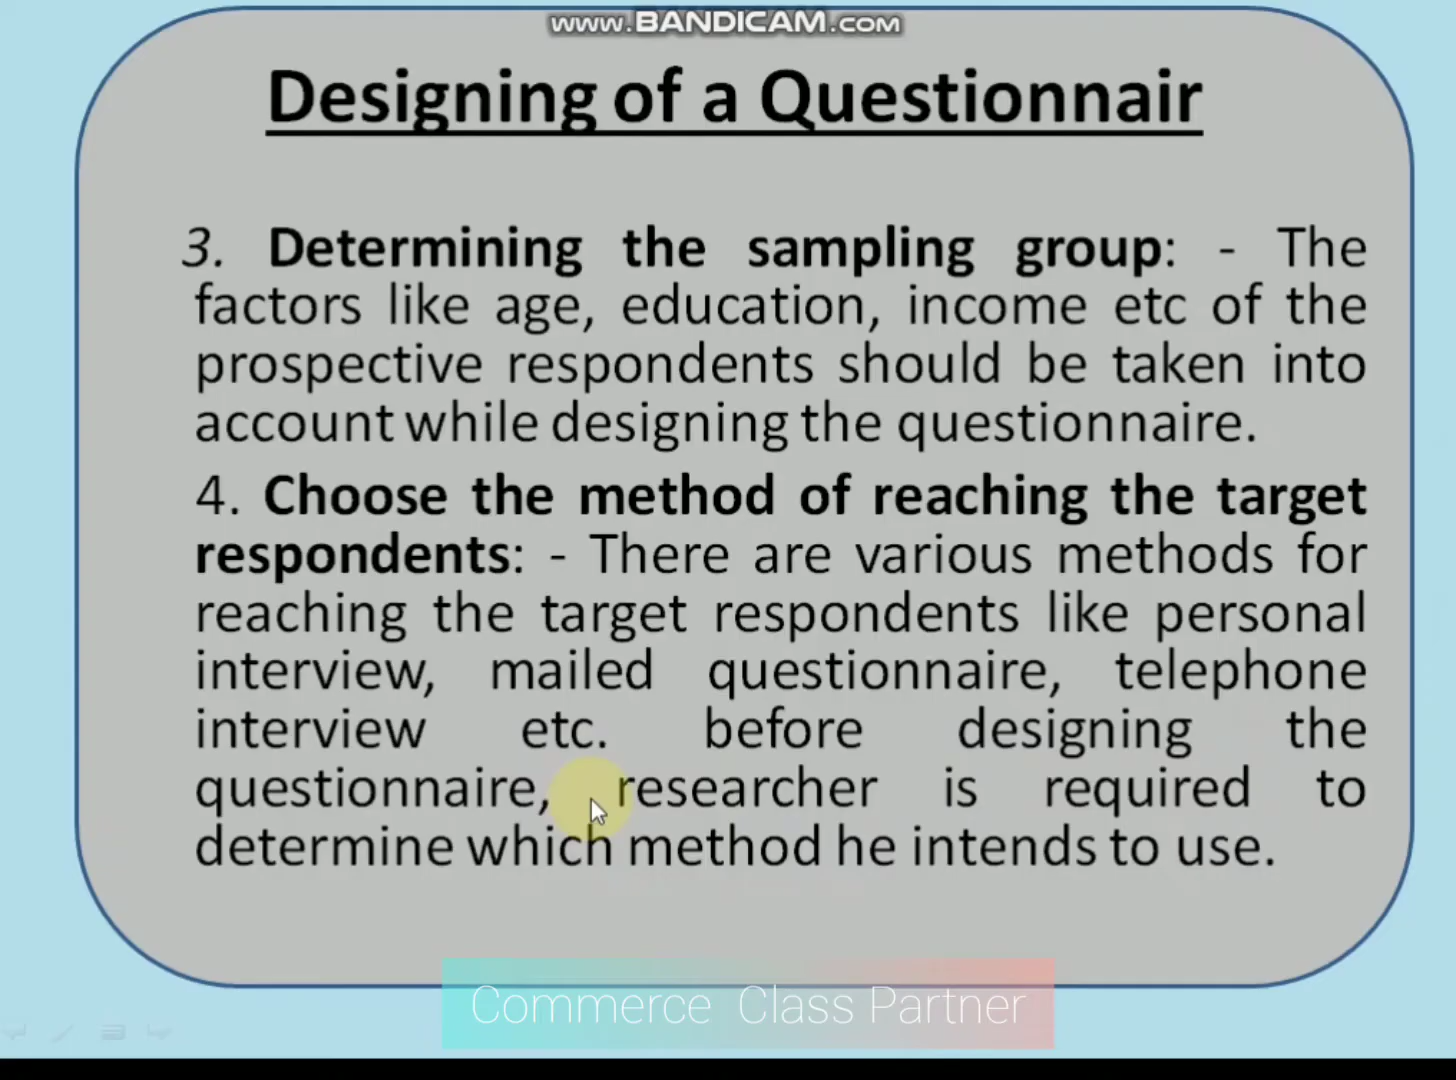 www.BANDICAM.com
Designing of a Questionnair
3. Determining the sampling group: - The
factors like age, education, income etc of the
prospective respondents should be taken into
account while designing the questionnaire.
4. Choose the method of reaching the target
respondents: - There are various methods for
reaching the target respondents like personal
interview, mailed questionnaire, telephone
interview etc. before designing the
questionnaire, researcher is required to
determine which method he intends to use.
Commerce Class Partner